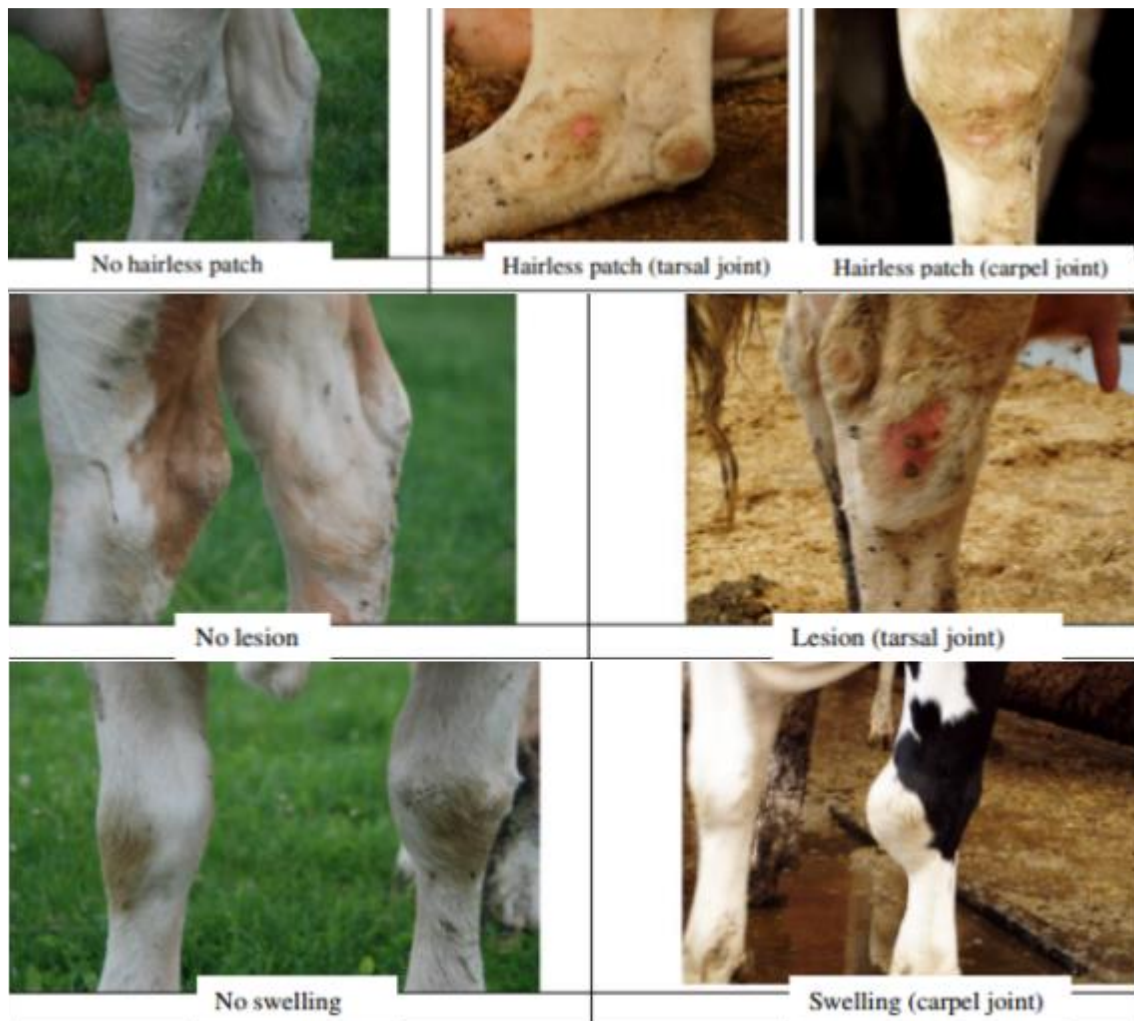 No hairless patch
Hairless patch (tarsal joint)
Hairless patch (carpel joint)
No lesion
Lesion (tarsal joint)
No swelling
Swelling (carpel joint)